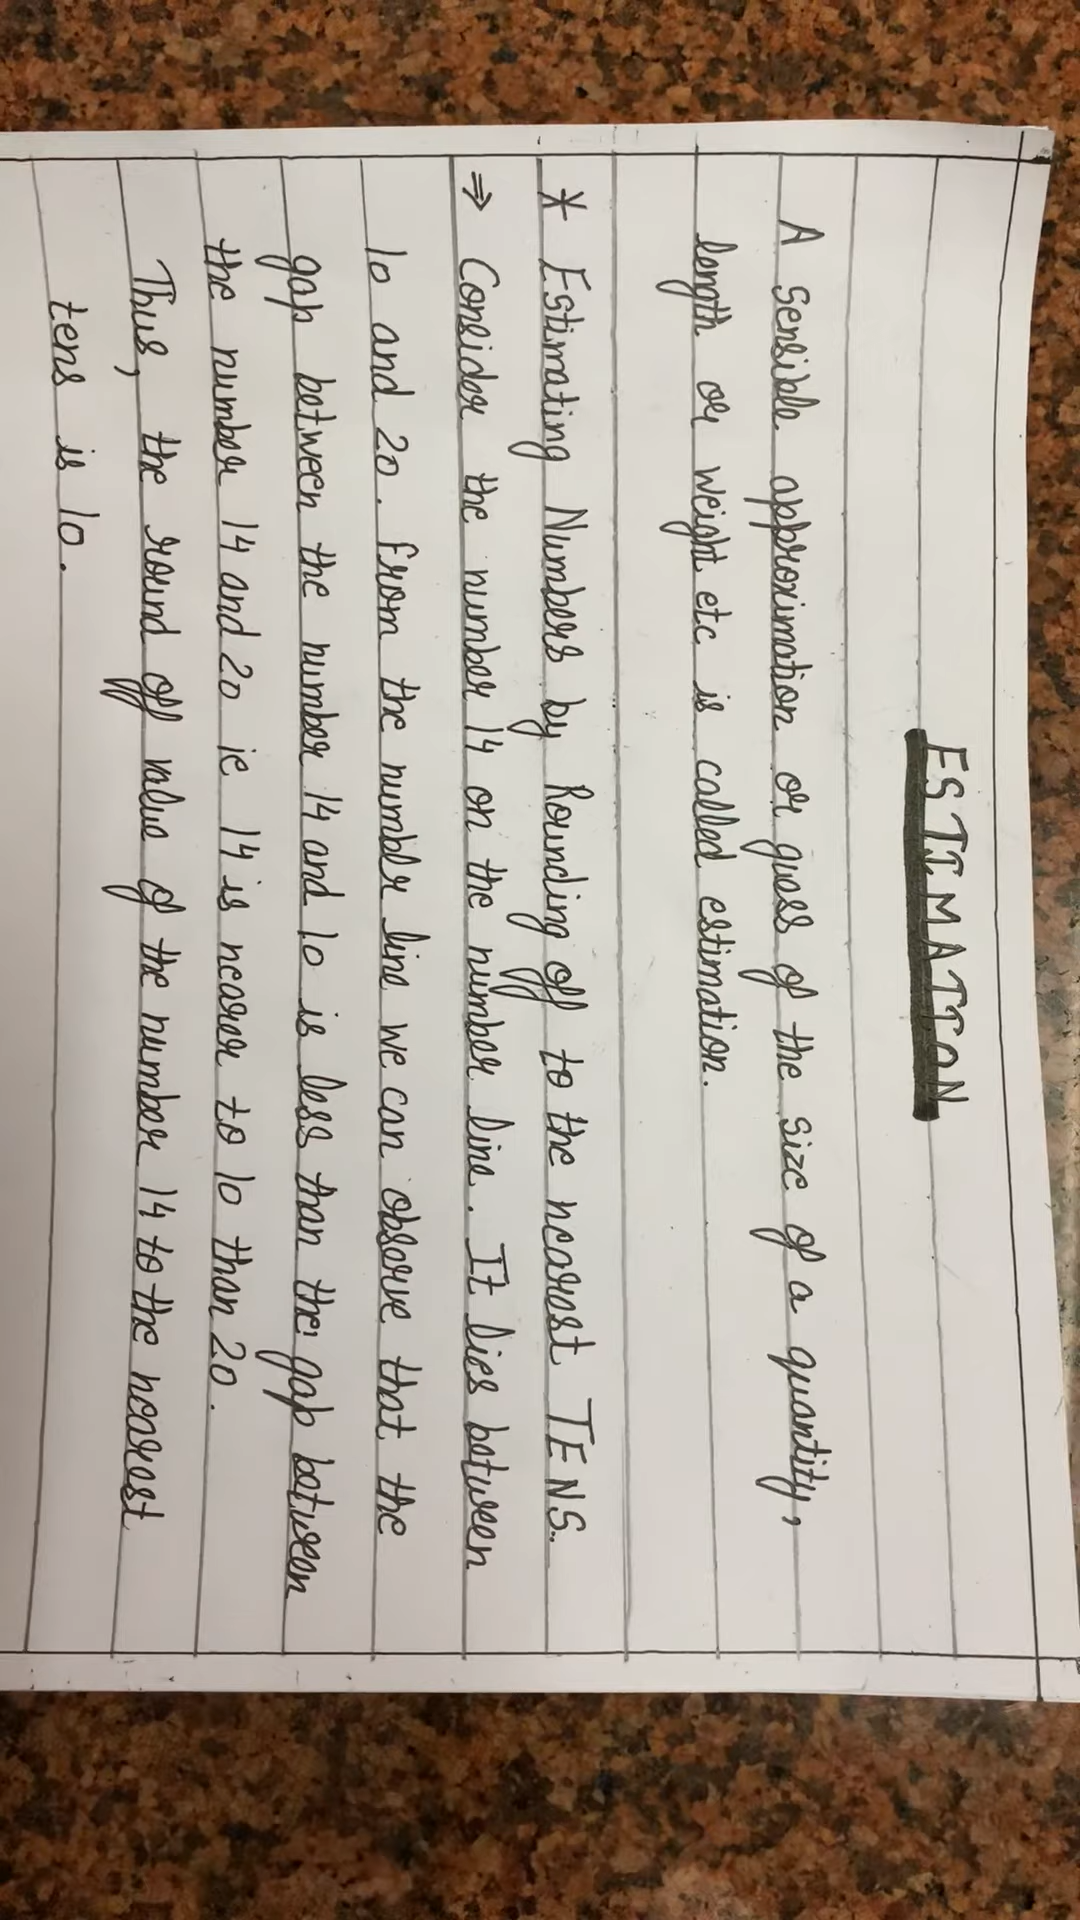 ESTIMATION
A Sensible approximation or guess of the size of a quantity,
length or weight etc is called estimation.
* Estimating Numbers by Rounding off to the nearest TENS.
⇒ Consider the number 14 on the number line. It lies between
10 and 20. From the number line we can observe that the
gap between the number 14 and 10 is less than the gap between
the number 14 and 20 ie 14 is nearer to 10 than 20.
Thus, the round off value of the number 14 to the nearest
tens is 10.